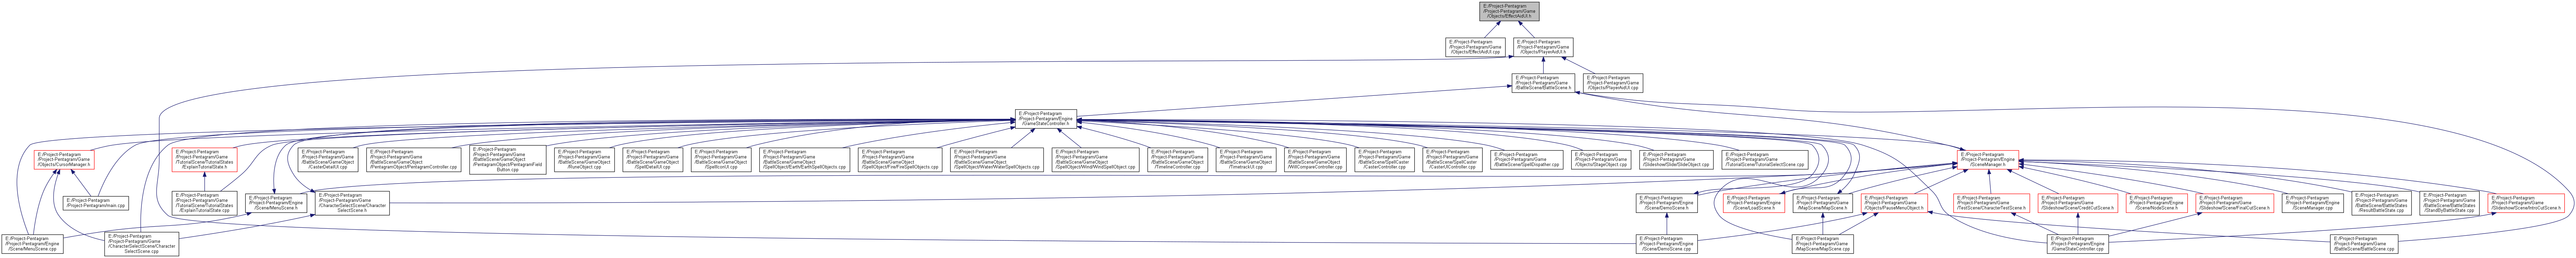 E:/Project-Pentagram
/Project-Pentagram/Game
/Objects/EffectAidUI.h
E:/Project-Pentagram
/Project-Pentagram/Game
/Objects/EffectAidUI.cpp
E:/Project-Pentagram
/Project-Pentagram/Game
/Objects/PlayerAidUI.h
E:/Project-Pentagram
/Project-Pentagram/Game
/BattleScene/BattleScene.h
E:/Project-Pentagram
/Project-Pentagram/Game
/Objects/PlayerAidUI.cpp
E:/Project-Pentagram
/Project-Pentagram/Engine
/GameStateController.h
E:/Project-Pentagram
/Project-Pentagram/Game
/Objects/CursorManager.h
E:/Project-Pentagram
/Project-Pentagram/Game
/TutorialScene/TutorialStates
/ExplainTutorialState.h
E:/Project-Pentagram
/Project-Pentagram/Game
/BattleScene/GameObject
/CasterDetailUI.cpp
E:/Project-Pentagram
/Project-Pentagram/Game
/BattleScene/GameObject
/PentagramObject/PentagramController.cpp
E:/Project-Pentagram
/Project-Pentagram/Game
/BattleScene/GameObject
/PentagramObject/PentagramField
Button.cpp
E:/Project-Pentagram
/Project-Pentagram/Game
/BattleScene/GameObject
/RuneObject.cpp
E:/Project-Pentagram
/Project-Pentagram/Game
/BattleScene/GameObject
/SpellDetailUI.cpp
E:/Project-Pentagram
/Project-Pentagram/Game
/BattleScene/GameObject
/SpellIconUI.cpp
E:/Project-Pentagram
/Project-Pentagram/Game
/BattleScene/GameObject
/SpellObject/Earth/EarthSpellObjects.cpp
E:/Project-Pentagram
/Project-Pentagram/Game
/BattleScene/GameObject
/SpellObject/Fire/FireSpellObjects.cpp
E:/Project-Pentagram
/Project-Pentagram/Game
/BattleScene/GameObject
/SpellObject/Water/WaterSpellObjects.cpp
E:/Project-Pentagram
/Project-Pentagram/Game
/BattleScene/GameObject
/SpellObject/Wind/WindSpellObject.cpp
E:/Project-Pentagram
/Project-Pentagram/Game
/BattleScene/GameObject
/TimelineController.cpp
E:/Project-Pentagram
/Project-Pentagram/Game
/BattleScene/GameObject
/TimetrackUI.cpp
E:/Project-Pentagram
/Project-Pentagram/Game
/BattleScene/GameObject
/WillCompareController.cpp
E:/Project-Pentagram
/Project-Pentagram/Game
/BattleScene/SpellCaster
/CasterController.cpp
E:/Project-Pentagram
/Project-Pentagram/Game
/BattleScene/SpellCaster
/CasterUIController.cpp
E:/Project-Pentagram
/Project-Pentagram/Game
/BattleScene/SpellDispather.cpp
E:/Project-Pentagram
/Project-Pentagram/Game
/Objects/StageObject.cpp
E:/Project-Pentagram
/Project-Pentagram/Game
/Slideshow/Slide/SlideObject.cpp
E:/Project-Pentagram
/Project-Pentagram/Game
/TutorialScene/TutorialSelectScene.cpp
E:/Project-Pentagram
/Project-Pentagram/Engine
/SceneManager.h
E:/Project-Pentagram
/Project-Pentagram/main.cpp
E:/Project-Pentagram
/Project-Pentagram/Game
/TutorialScene/TutorialStates
/ExplainTutorialState.cpp
E:/Project-Pentagram
/Project-Pentagram/Engine
/Scene/MenuScene.h
E:/Project-Pentagram
/Project-Pentagram/Game
/CharacterSelectScene/Character
SelectScene.h
E:/Project-Pentagram
/Project-Pentagram/Engine
/Scene/DemoScene.h
E:/Project-Pentagram
/Project-Pentagram/Engine
/Scene/LoadScene.h
E:/Project-Pentagram
/Project-Pentagram/Game
/MapScene/MapScene.h
E:/Project-Pentagram
/Project-Pentagram/Game
/Objects/PauseMenuObject.h
E:/Project-Pentagram
/Project-Pentagram/Game
/TestScene/CharacterTestScene.h
E:/Project-Pentagram
/Project-Pentagram/Game
/Slideshow/Scene/CreditCutScene.h
E:/Project-Pentagram
/Project-Pentagram/Engine
/Scene/NodeScene.h
E:/Project-Pentagram
/Project-Pentagram/Game
/Slideshow/Scene/FinalCutScene.h
E:/Project-Pentagram
/Project-Pentagram/Engine
/SceneManager.cpp
E:/Project-Pentagram
/Project-Pentagram/Game
/BattleScene/BattleStates
/ResultBattleState.cpp
E:/Project-Pentagram
/Project-Pentagram/Game
/BattleScene/BattleStates
/StandByBattleState.cpp
E:/Project-Pentagram
/Project-Pentagram/Game
/Slideshow/Scene/IntroCutScene.h
E:/Project-Pentagram
/Project-Pentagram/Engine
/Scene/MenuScene.cpp
E:/Project-Pentagram
/Project-Pentagram/Game
/CharacterSelectScene/Character
SelectScene.cpp
E:/Project-Pentagram
/Project-Pentagram/Engine
/Scene/DemoScene.cpp
E:/Project-Pentagram
/Project-Pentagram/Game
/MapScene/MapScene.cpp
E:/Project-Pentagram
/Project-Pentagram/Engine
/GameStateController.cpp
E:/Project-Pentagram
/Project-Pentagram/Game
/BattleScene/BattleScene.cpp